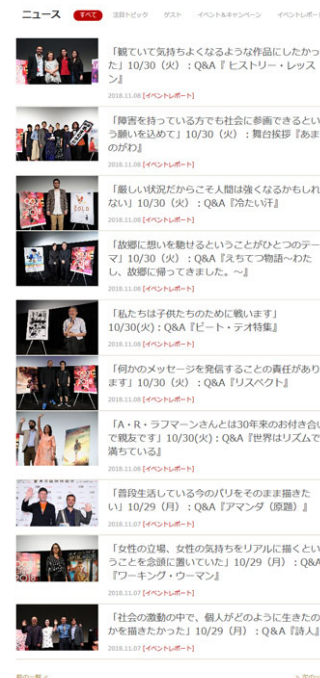 ニュース すべて 注目トピック ゲスト イベント&キャンペーン イベントレポート
「観ていて気持ちよくなるような作品にしたかっ
た」10/30（火）：Q&A『ヒストリー・レッス
ン』
2018.11.08 [イベントレポート]
「障害を持っている方でも社会に参画できるとい
う願いを込めて」10/30（火）：舞台挨拶『あま
のがわ』
2018.11.08 [イベントレポート]
「厳しい状況だからこそ人間は強くなるかもしれ
ない」10/30（火）：Q&A『冷たい汗』
2018.11.08 [イベントレポート]
「故郷に想いを馳せるということがひとつのテー
マ」10/30（火）：Q&A『えちてつ物語～わた
し、故郷に帰ってきました。～』
2018.11.08 [イベントレポート]
「私たちは子供たちのために戦います」
10/30(火)：Q&A『ビート・テオ特集』
2018.11.08 [イベントレポート]
「何かのメッセージを発信することの責任があり
ます」10/30（火）：Q&A『リスペクト』
2018.11.08 [イベントレポート]
「A・R・ラフマーンさんとは30年来のお付き合い
で親友です」10/30(火)：Q&A『世界はリズムで
満ちている』
2018.11.08 [イベントレポート]
「普段生活している今のパリをそのまま描きた
い」10/29（月）：Q&A『アマンダ（原題）』
2018.11.07 [イベントレポート]
「女性の立場、女性の気持ちをリアルに描くとい
うことを念頭に置いていた」10/29（月）：Q&A
『ワーキング・ウーマン』
2018.11.07 [イベントレポート]
「社会の激動の中で、個人がどのように生きたの
かを描きたかった」10/29（月）：Q&A『詩人』
2018.11.07 [イベントレポート]